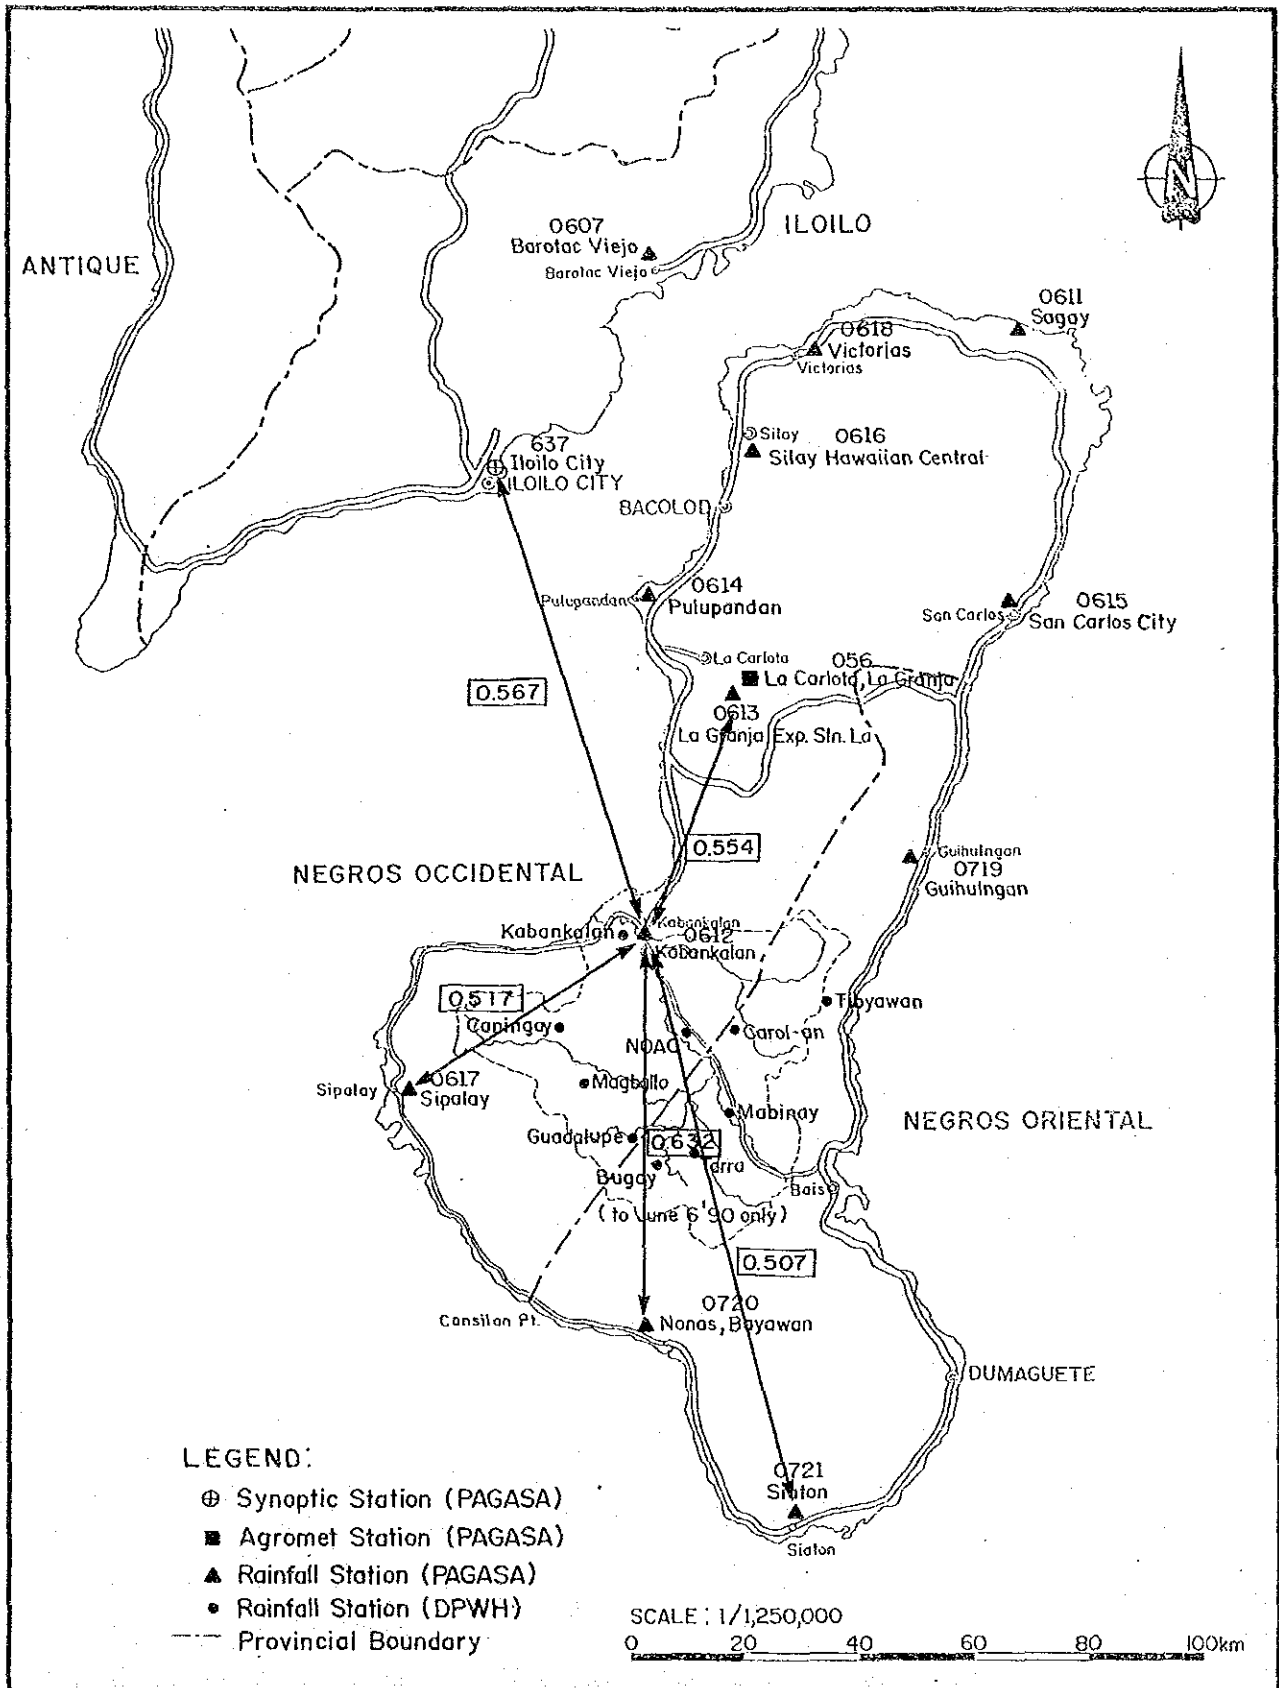 ANTIQUE
0607
Barotac Viejo
Barotac Viejo
ILOILO
N
0611
Sagay
0618
Victorias
Victorias
637
Iloilo City
ILOILO CITY
Silay
0616
Silay Hawaiian Central
BACOLOD
Pulupandan
0614
Pulupandan
San Carlos
0615
San Carlos City
La Carlota
056
La Carlota, La Granja
0613
La Granja Exp. Stn. La
0.567
0.554
NEGROS OCCIDENTAL
Guihulngan
0719
Guihulngan
Kabankalan
Kabankalan
0612
Kabankalan
0.517
Capingay
NOAC
Carol-an
Tibyawan
Sipalay
0617
Sipalay
Magballo
Mabinay
NEGROS ORIENTAL
Guadalupe
0.632
Bugay
Bais
( to June 6 '90 only)
0.507
Cansilan Pt.
0720
Nonas, Bayawan
DUMAGUETE
0721
Siaton
Siaton
LEGEND:
Synoptic Station (PAGASA)
Agromet Station (PAGASA)
Rainfall Station (PAGASA)
Rainfall Station (DPWH)
Provincial Boundary
SCALE : 1/1,250,000
0 20 40 60 80 100km